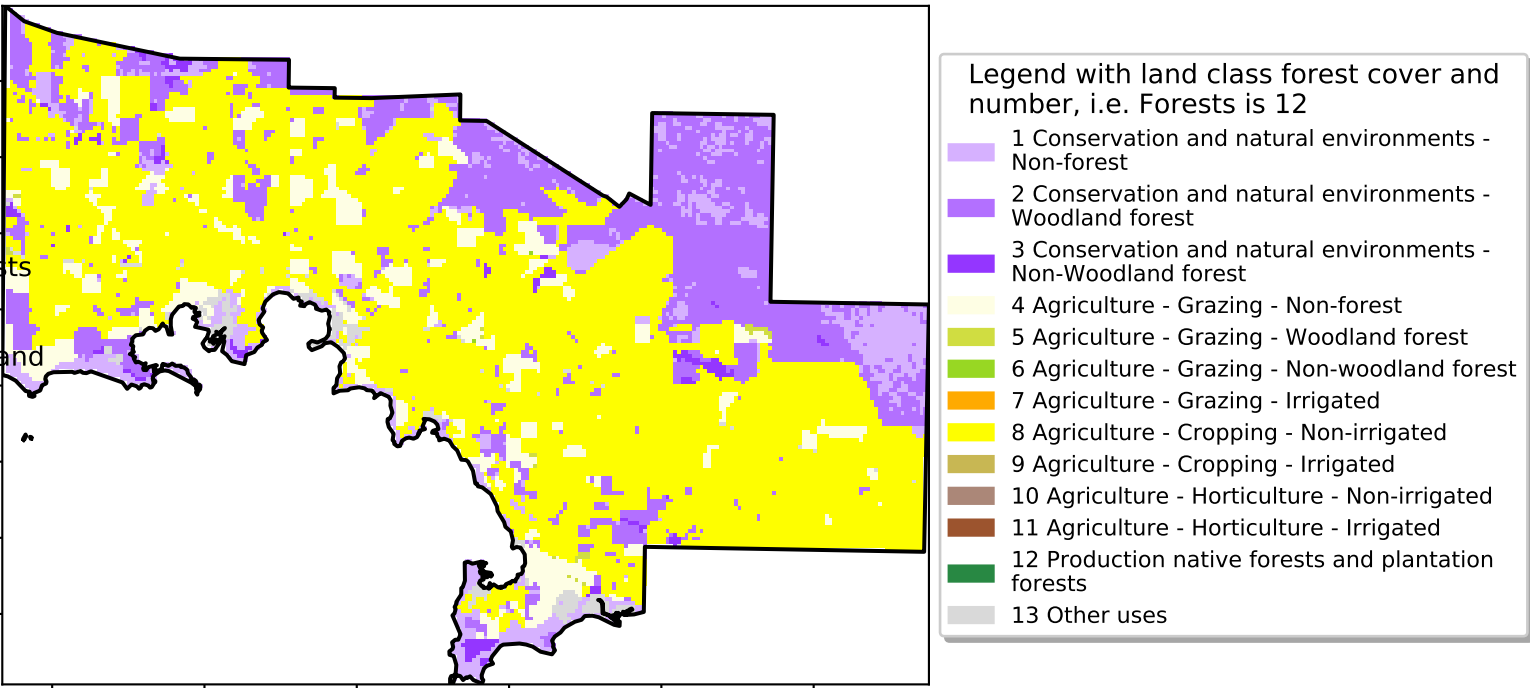 sts
and
Legend with land class forest cover and
number, i.e. Forests is 12
1 Conservation and natural environments -
Non-forest
2 Conservation and natural environments -
Woodland forest
3 Conservation and natural environments -
Non-Woodland forest
4 Agriculture - Grazing - Non-forest
5 Agriculture - Grazing - Woodland forest
6 Agriculture - Grazing - Non-woodland forest
7 Agriculture - Grazing - Irrigated
8 Agriculture - Cropping - Non-irrigated
9 Agriculture - Cropping - Irrigated
10 Agriculture - Horticulture - Non-irrigated
11 Agriculture - Horticulture - Irrigated
12 Production native forests and plantation
forests
13 Other uses